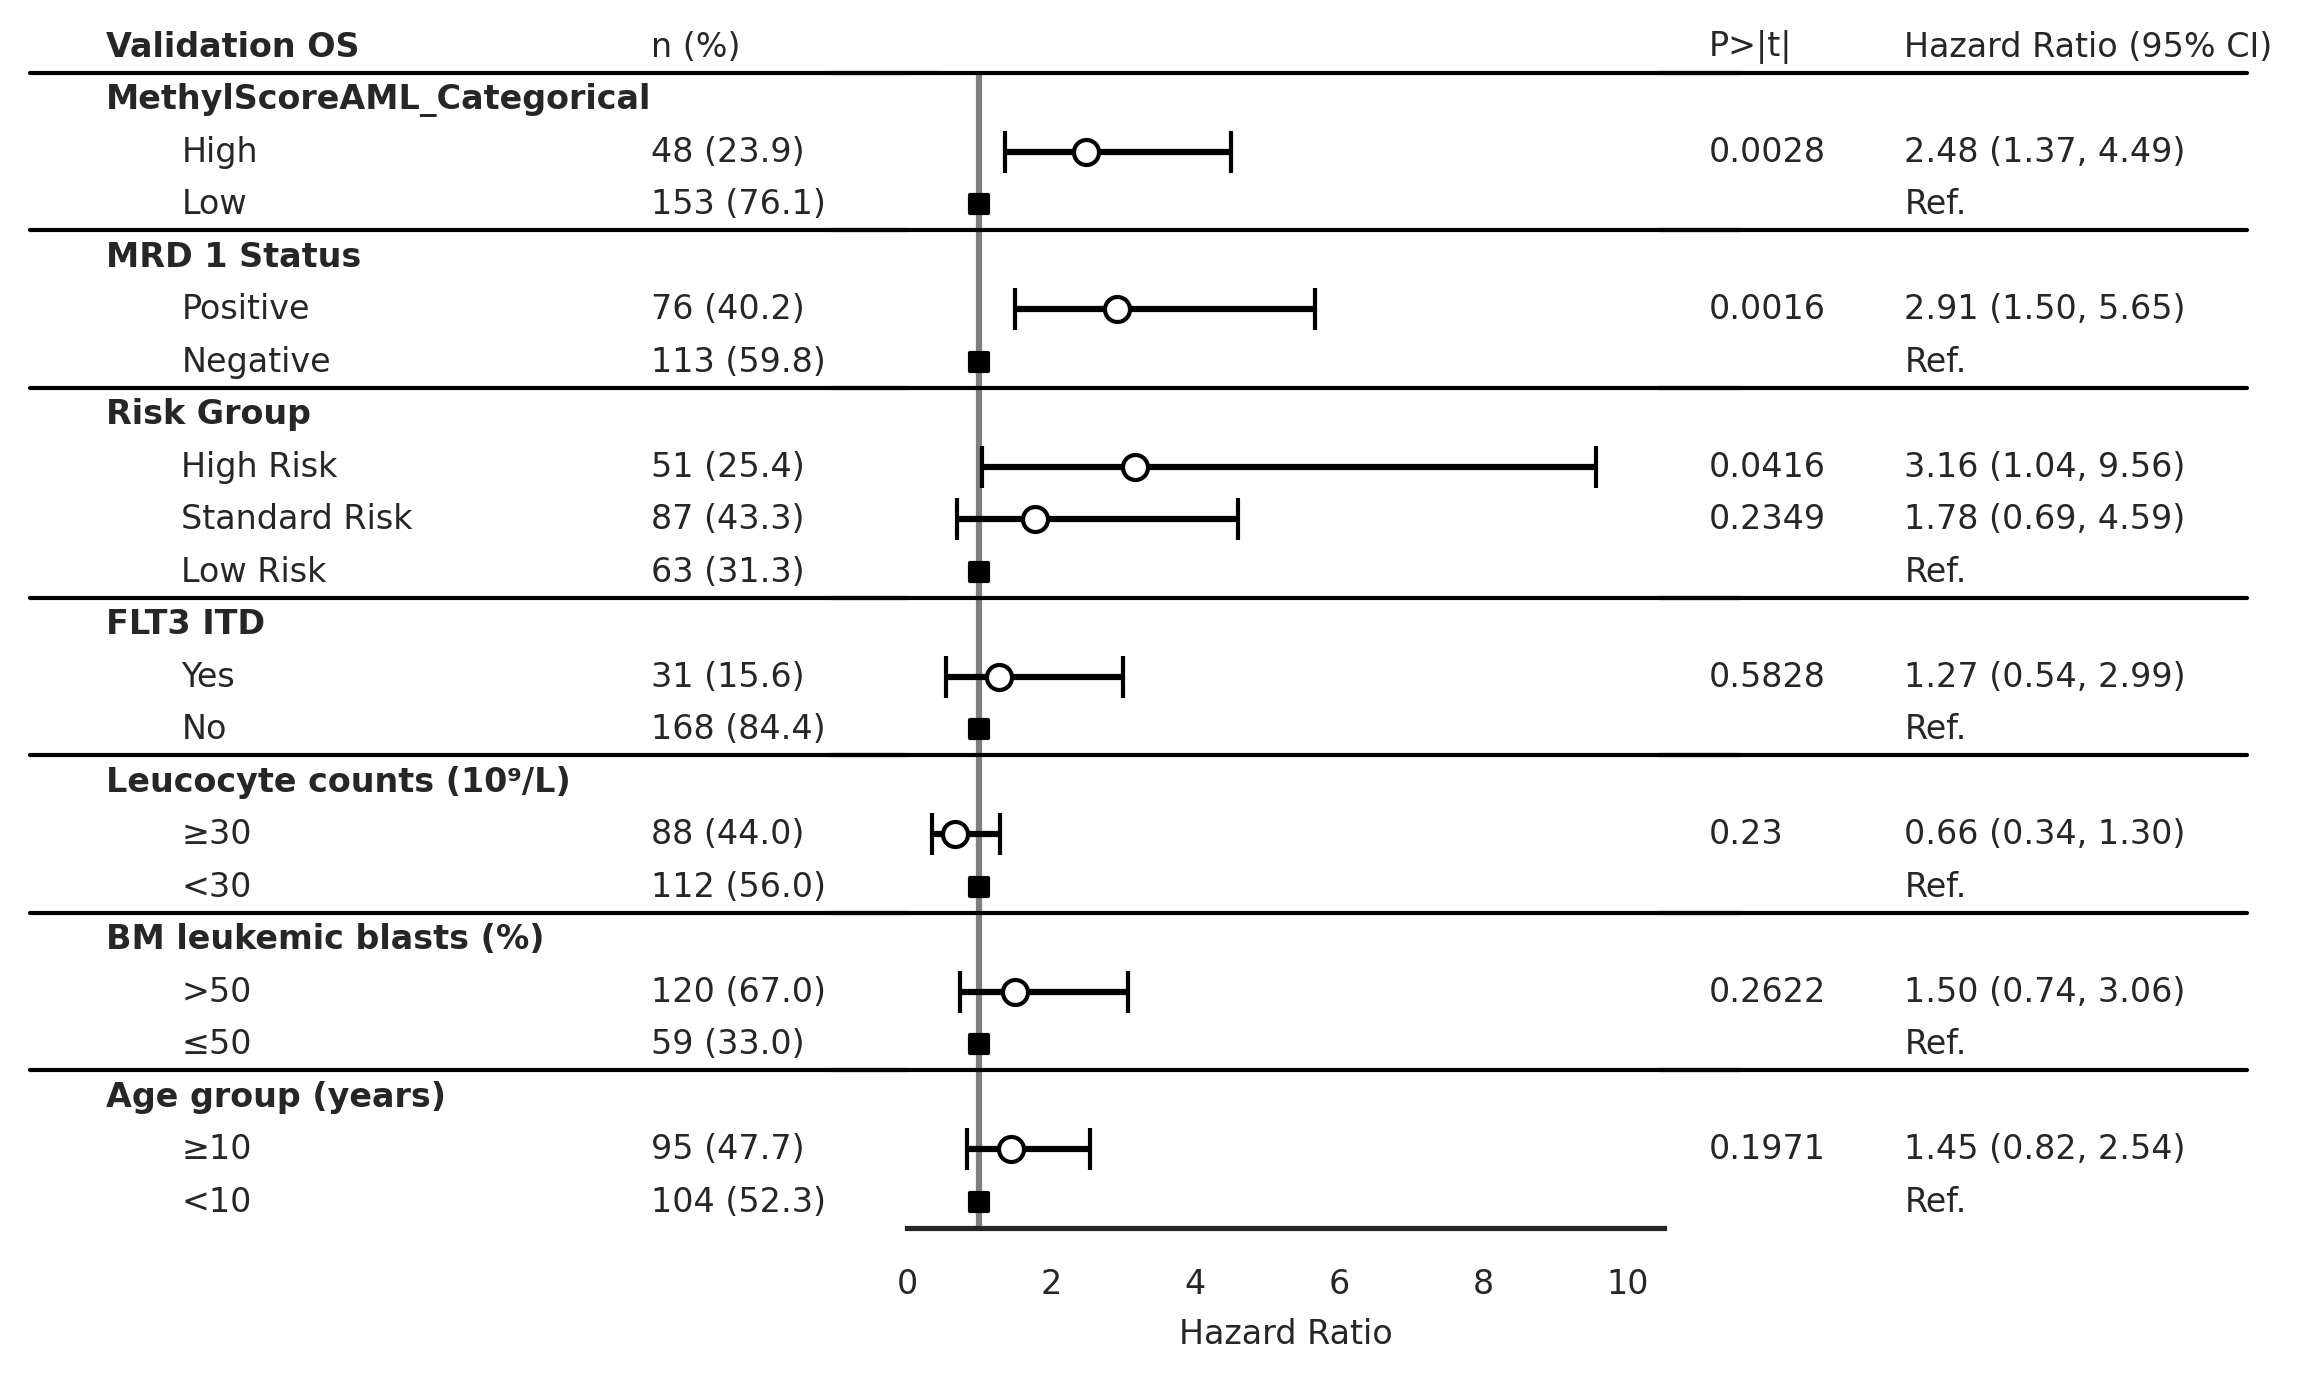 Validation OS n (%) P>|t| Hazard Ratio (95% CI)
MethylScoreAML_Categorical
High 48 (23.9) 0.0028 2.48 (1.37, 4.49)
Low 153 (76.1) Ref.
MRD 1 Status
Positive 76 (40.2) 0.0016 2.91 (1.50, 5.65)
Negative 113 (59.8) Ref.
Risk Group
High Risk 51 (25.4) 0.0416 3.16 (1.04, 9.56)
Standard Risk 87 (43.3) 0.2349 1.78 (0.69, 4.59)
Low Risk 63 (31.3) Ref.
FLT3 ITD
Yes 31 (15.6) 0.5828 1.27 (0.54, 2.99)
No 168 (84.4) Ref.
Leucocyte counts (10⁹/L)
≥30 88 (44.0) 0.23 0.66 (0.34, 1.30)
<30 112 (56.0) Ref.
BM leukemic blasts (%)
>50 120 (67.0) 0.2622 1.50 (0.74, 3.06)
≤50 59 (33.0) Ref.
Age group (years)
≥10 95 (47.7) 0.1971 1.45 (0.82, 2.54)
<10 104 (52.3) Ref.
0 2 4 6 8 10
Hazard Ratio